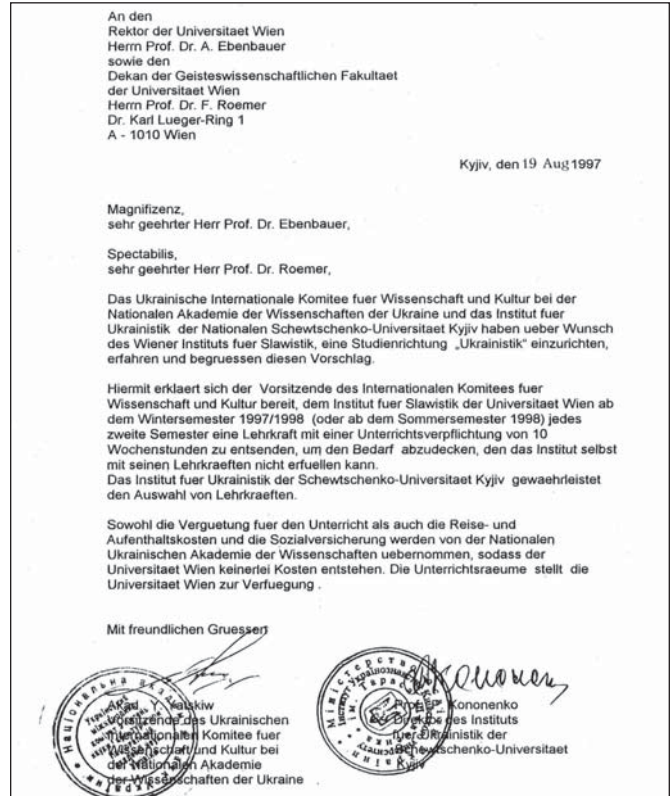 An den
Rektor der Universitaet Wien
Herrn Prof. Dr. A. Ebenbauer
sowie den
Dekan der Geisteswissenschaftlichen Fakultaet
der Universitaet Wien
Herrn Prof. Dr. F. Roemer
Dr. Karl Lueger-Ring 1
A - 1010 Wien
Kyjiv, den 19 Aug 1997
Magnifizenz,
sehr geehrter Herr Prof. Dr. Ebenbauer,
Spectabilis,
sehr geehrter Herr Prof. Dr. Roemer,
Das Ukrainische Internationale Komitee fuer Wissenschaft und Kultur bei der
Nationalen Akademie der Wissenschaften der Ukraine und das Institut fuer
Ukrainistik der Nationalen Schewtschenko-Universitaet Kyjiv haben ueber Wunsch
des Wiener Instituts fuer Slawistik, eine Studienrichtung „Ukrainistik" einzurichten,
erfahren und begruessen diesen Vorschlag.
Hiermit erklaert sich der Vorsitzende des Internationalen Komitees fuer
Wissenschaft und Kultur bereit, dem Institut fuer Slawistik der Universitaet Wien ab
dem Wintersemester 1997/1998 (oder ab dem Sommersemester 1998) jedes
zweite Semester eine Lehrkraft mit einer Unterrichtsverpflichtung von 10
Wochenstunden zu entsenden, um den Bedarf abzudecken, den das Institut selbst
mit seinen Lehrkraeften nicht erfuellen kann.
Das Institut fuer Ukrainistik der Schewtschenko-Universitaet Kyjiv gewaehrleistet
den Auswahl von Lehrkraeften.
Sowohl die Verguetung fuer den Unterricht als auch die Reise- und
Aufenthaltskosten und die Sozialversicherung werden von der Nationalen
Ukrainischen Akademie der Wissenschaften uebernommen, sodass der
Universitaet Wien keinerlei Kosten entstehen. Die Unterrichtsraeume stellt die
Universitaet Wien zur Verfuegung .
Mit freundlichen Gruessen
Akad. Y.
Vorsitzende des Ukrainischen
Internationalen Komitee fuer
Wissenschaft und Kultur bei
der Nationalen Akademie
der Wissenschaften der Ukraine
Prof. Kononenko
Direktor des Instituts
fuer Ukrainistik der
Schewtschenko-Universitaet
Kyjiv
Національна